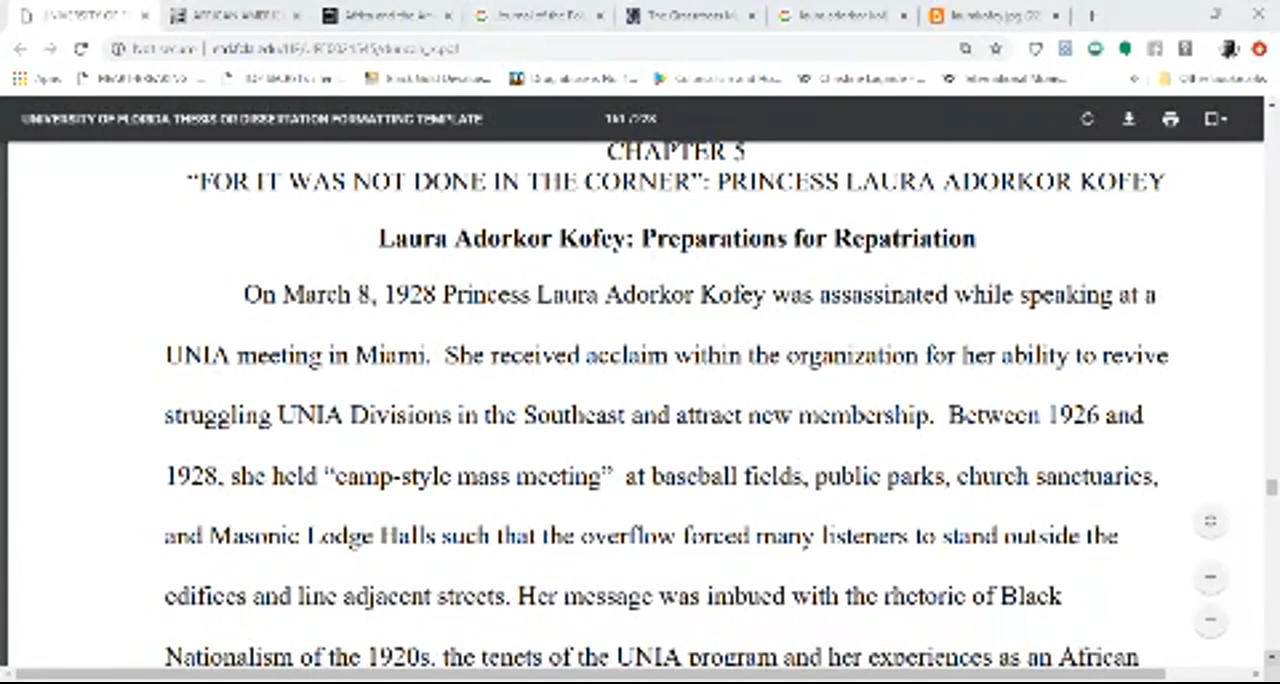 Not secure
UNIVERSITY OF FLORIDA THESIS OR DISSERTATION FORMATTING TEMPLATE
CHAPTER 5
“FOR IT WAS NOT DONE IN THE CORNER”: PRINCESS LAURA ADORKOR KOFEY
Laura Adorkor Kofey: Preparations for Repatriation
On March 8, 1928 Princess Laura Adorkor Kofey was assassinated while speaking at a
UNIA meeting in Miami. She received acclaim within the organization for her ability to revive
struggling UNIA Divisions in the Southeast and attract new membership. Between 1926 and
1928, she held “camp-style mass meeting” at baseball fields, public parks, church sanctuaries,
and Masonic Lodge Halls such that the overflow forced many listeners to stand outside the
edifices and line adjacent streets. Her message was imbued with the rhetoric of Black
Nationalism of the 1920s, the tenets of the UNIA program and her experiences as an African